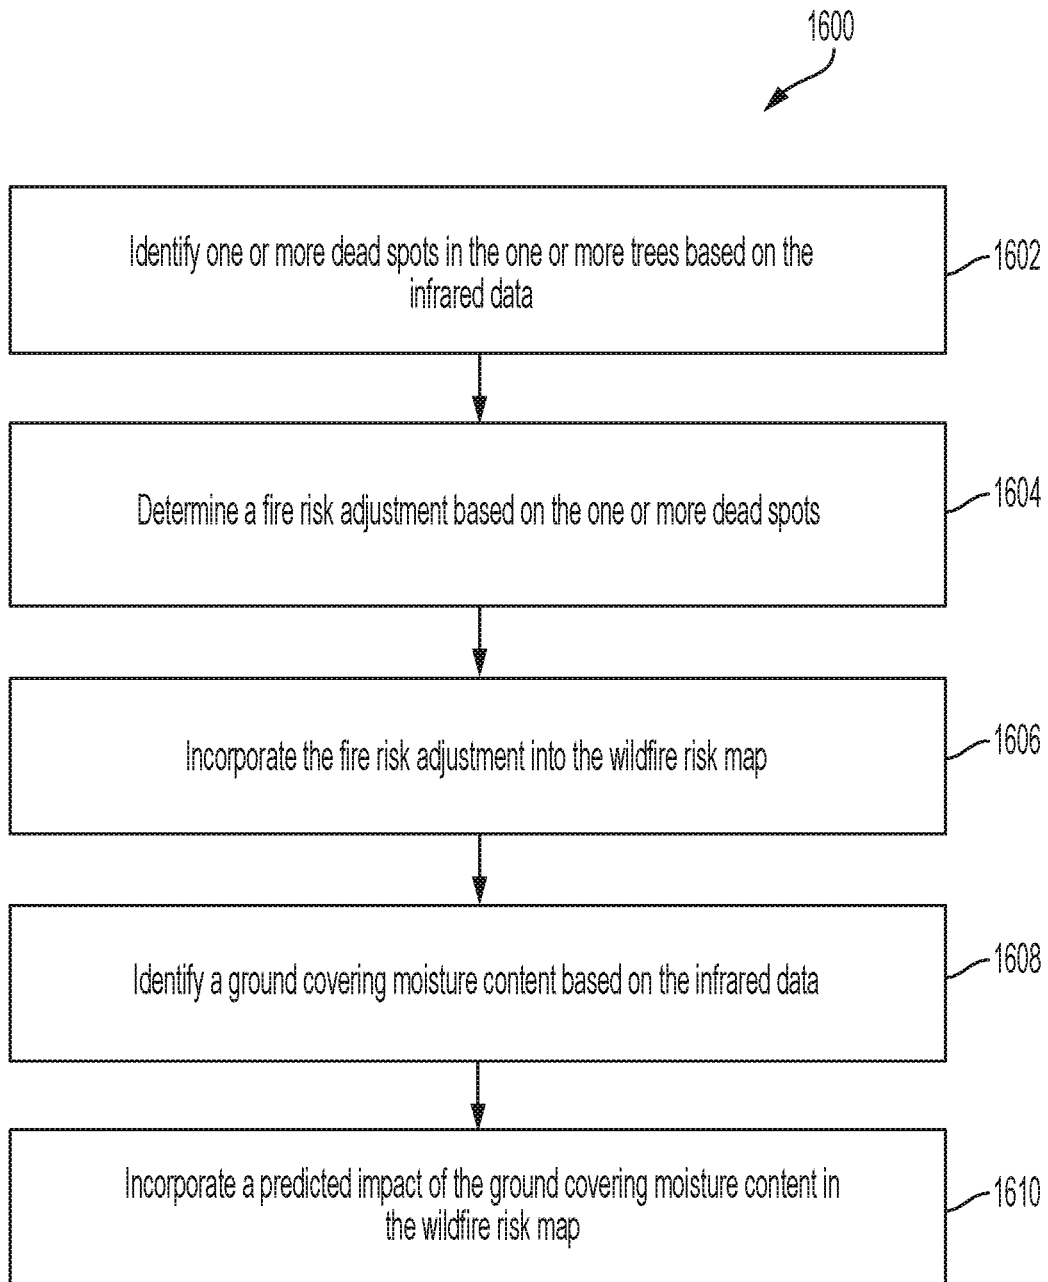 1600
Identify one or more dead spots in the one or more trees based on the
infrared data
1602
Determine a fire risk adjustment based on the one or more dead spots
1604
Incorporate the fire risk adjustment into the wildfire risk map
1606
Identify a ground covering moisture content based on the infrared data
1608
Incorporate a predicted impact of the ground covering moisture content in
the wildfire risk map
1610